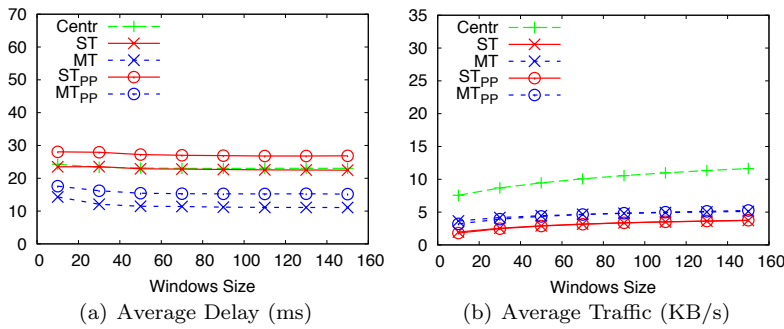 70
60
50
40
30
20
10
0
Centr
ST
MT
ST_PP
MT_PP
0 20 40 60 80 100 120 140 160
Windows Size
(a) Average Delay (ms)
35
30
25
20
15
10
5
0
Centr
ST
MT
ST_PP
MT_PP
0 20 40 60 80 100 120 140 160
Windows Size
(b) Average Traffic (KB/s)